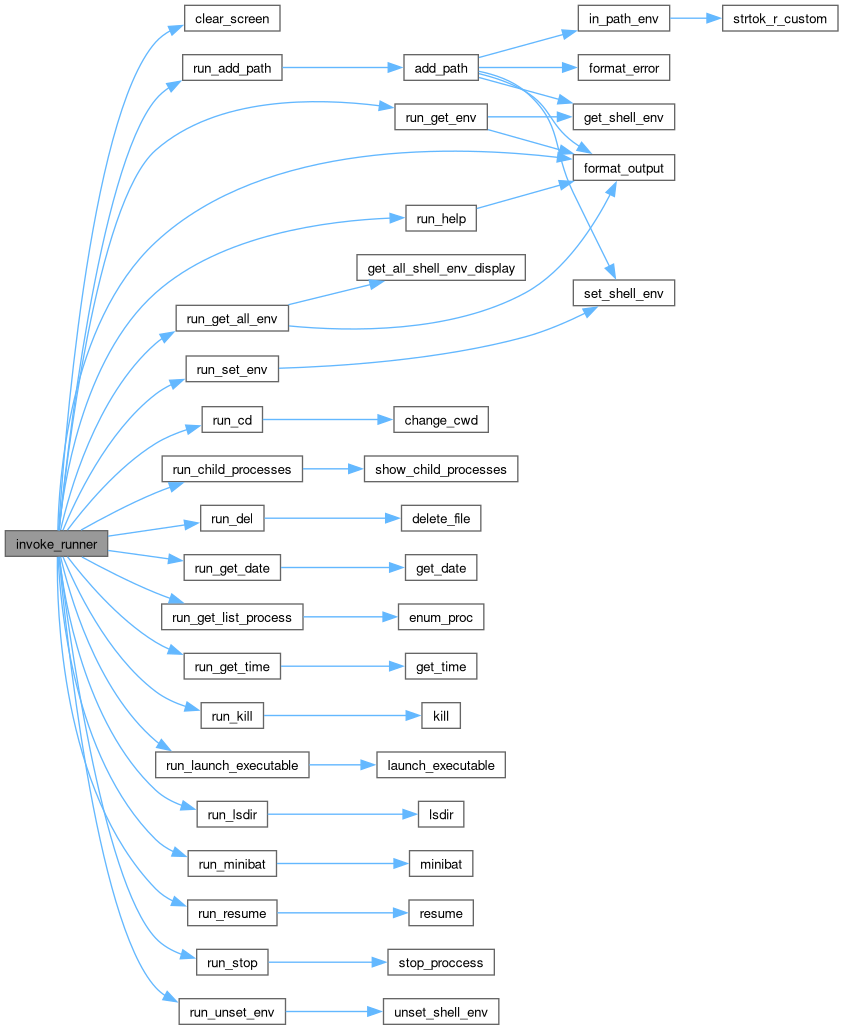 clear_screen
in_path_env
strtok_r_custom
run_add_path
add_path
format_error
run_get_env
get_shell_env
format_output
run_help
get_all_shell_env_display
set_shell_env
run_get_all_env
run_set_env
run_cd
change_cwd
run_child_processes
show_child_processes
run_del
delete_file
invoke_runner
run_get_date
get_date
run_get_list_process
enum_proc
run_get_time
get_time
run_kill
kill
run_launch_executable
launch_executable
run_lsdir
lsdir
run_minibat
minibat
run_resume
resume
run_stop
stop_proccess
run_unset_env
unset_shell_env